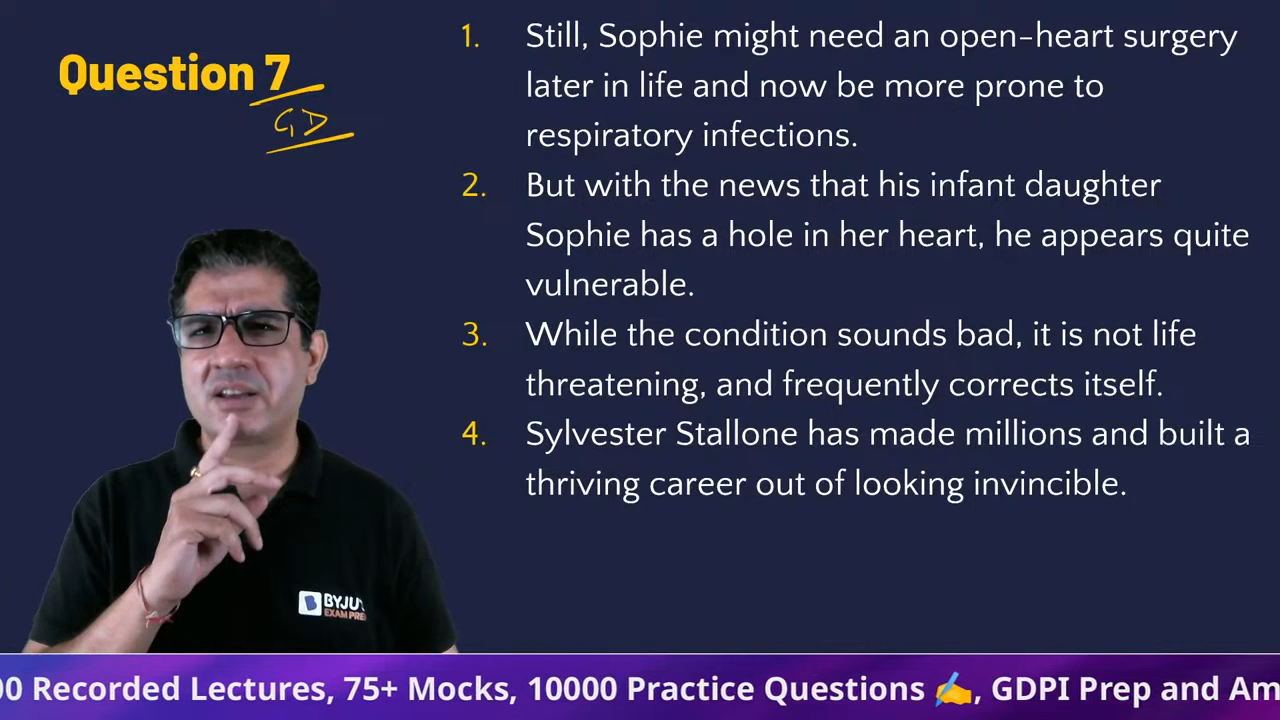 Question 7
GD
1. Still, Sophie might need an open-heart surgery
later in life and now be more prone to
respiratory infections.
2. But with the news that his infant daughter
Sophie has a hole in her heart, he appears quite
vulnerable.
3. While the condition sounds bad, it is not life
threatening, and frequently corrects itself.
4. Sylvester Stallone has made millions and built a
thriving career out of looking invincible.
B BYJU'
EXAM PRE
00 Recorded Lectures, 75+ Mocks, 10000 Practice Questions ✍️, GDPI Prep and Am